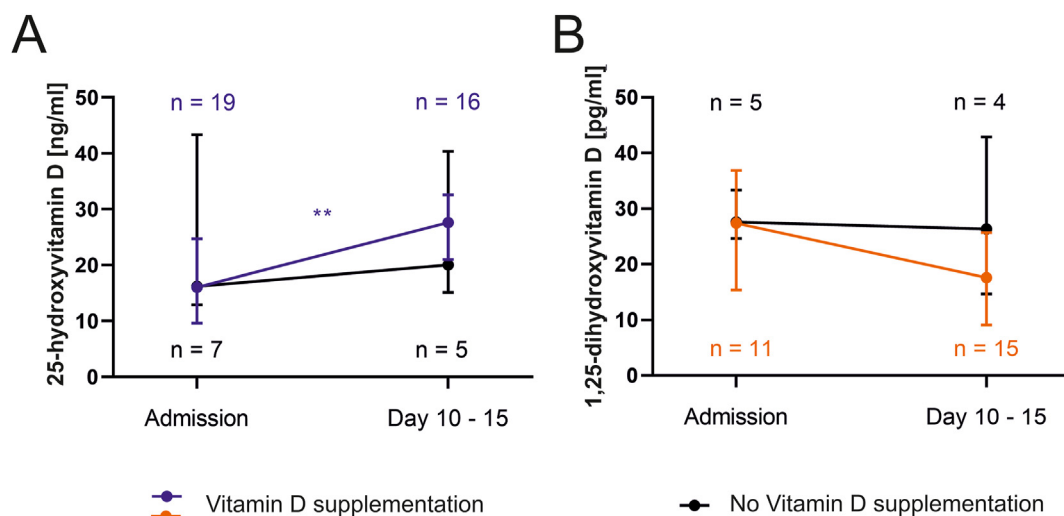 A
B
25-hydroxyvitamin D [ng/ml]
50
40
30
20
10
0
n = 19
n = 16
**
n = 7
n = 5
Admission
Day 10 - 15
1,25-dihydroxyvitamin D [pg/ml]
50
40
30
20
10
0
n = 5
n = 4
n = 11
n = 15
Admission
Day 10 - 15
Vitamin D supplementation
No Vitamin D supplementation